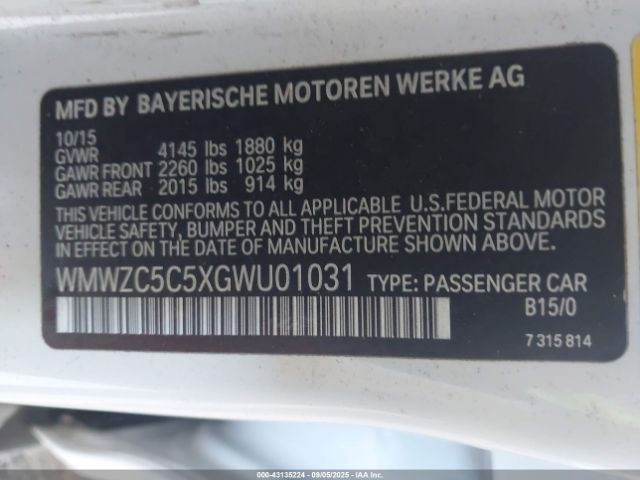 MFD BY BAYERISCHE MOTOREN WERKE AG
10/15
GVWR 4145 lbs 1880 kg
GAWR FRONT 2260 lbs 1025 kg
GAWR REAR 2015 lbs 914 kg
THIS VEHICLE CONFORMS TO ALL APPLICABLE U.S.FEDERAL MOTOR
VEHICLE SAFETY, BUMPER AND THEFT PREVENTION STANDARDS
IN EFFECT ON THE DATE OF MANUFACTURE SHOWN ABOVE.
WMWZC5C5XGWU01031 TYPE: PASSENGER CAR
B15/0
7 315 814
000-43135224 - 09/05/2025 - IAA, Inc.